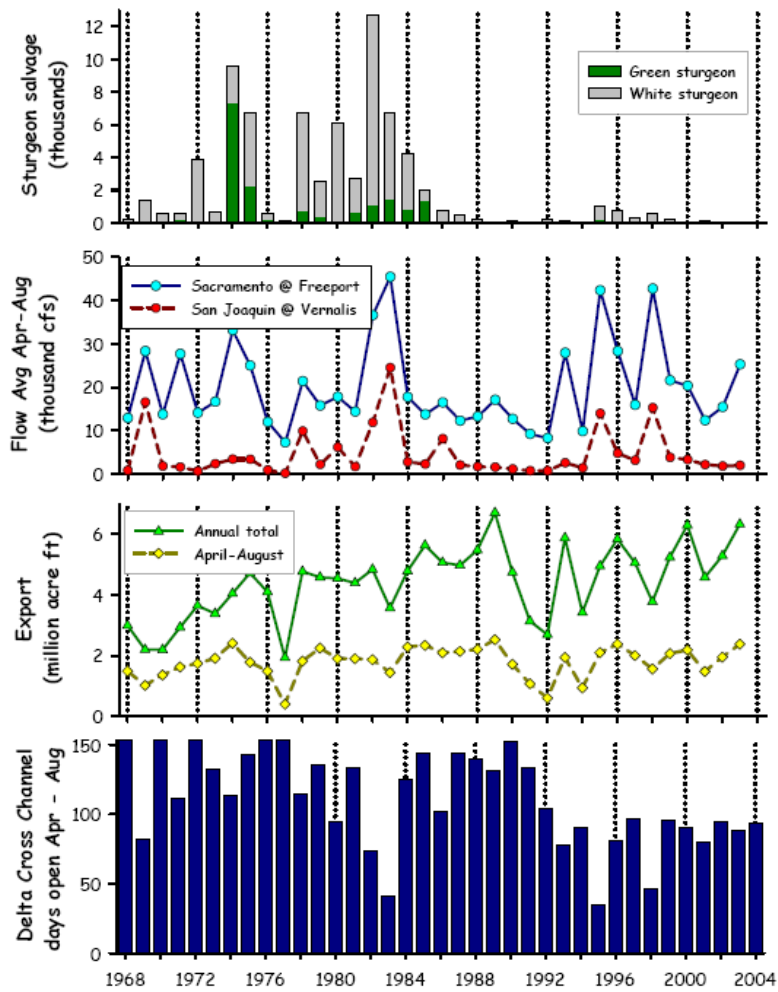 Sturgeon salvage
(thousands)
12
10
8
6
4
2
0
Green sturgeon
White sturgeon
Flow Avg Apr-Aug
(thousand cfs)
50
40
30
20
10
0
Sacramento @ Freeport
San Joaquin @ Vernalis
Export
(million acre ft)
6
4
2
0
Annual total
April-August
Delta Cross Channel
days open Apr - Aug
150
100
50
0
1968 1972 1976 1980 1984 1988 1992 1996 2000 2004